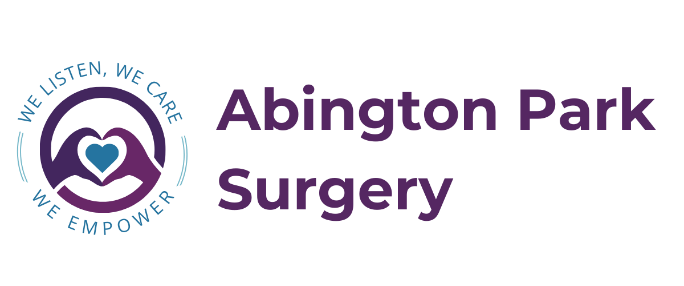 WE LISTEN, WE CARE
WE EMPOWER
Abington Park
Surgery